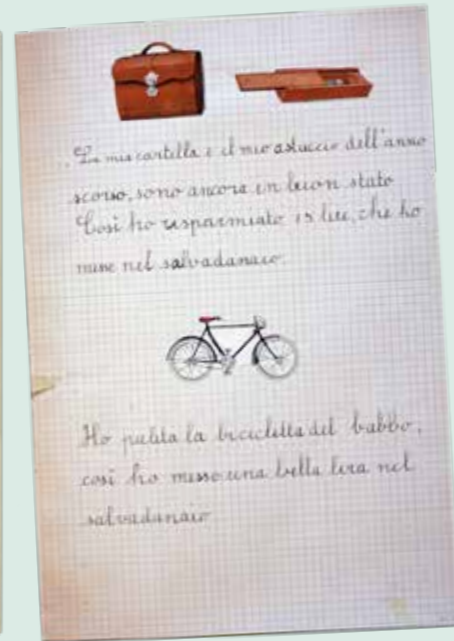 La mia cartella e il mio astuccio dell'anno
scorso, sono ancora in buon stato
Così ho risparmiato 15 lire, che ho
messe nel salvadanaio.
Ho pulita la bicicletta del babbo,
così ho messo una bella lira nel
salvadanaio.